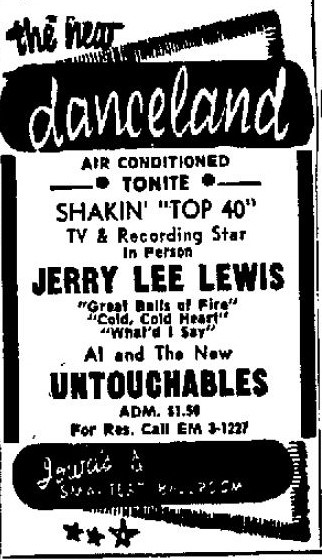 the new
danceland
AIR CONDITIONED
TONITE
SHAKIN' "TOP 40"
TV & Recording Star
In Person
JERRY LEE LEWIS
"Great Balls of Fire"
"Cold, Cold Heart"
"What'd I Say"
Al and The New
UNTOUCHABLES
ADM. $1.50
For Res. Call EM 3-1227
Iowa's
SMARTEST BALLROOM